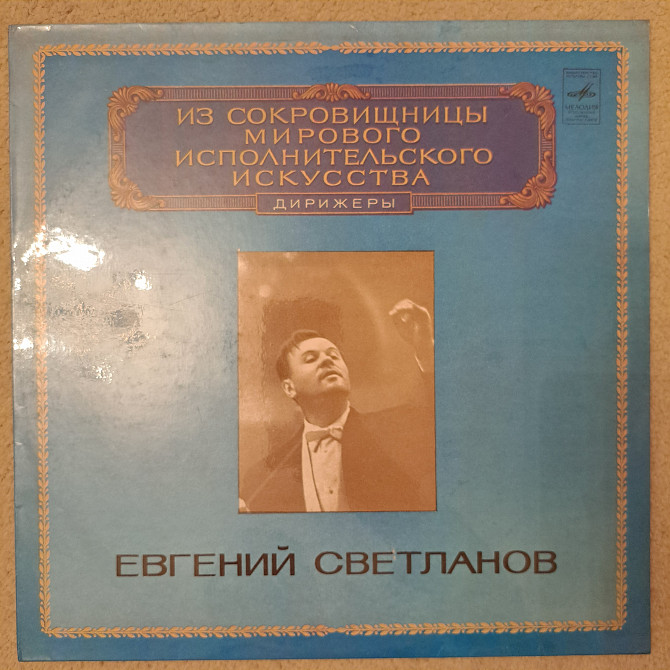 ИЗ СОКРОВИЩНИЦЫ
МИРОВОГО
ИСПОЛНИТЕЛЬСКОГО
ИСКУССТВА
ДИРИЖЕРЫ
МЕЛОДИЯ
ЕВГЕНИЙ СВЕТЛАНОВ